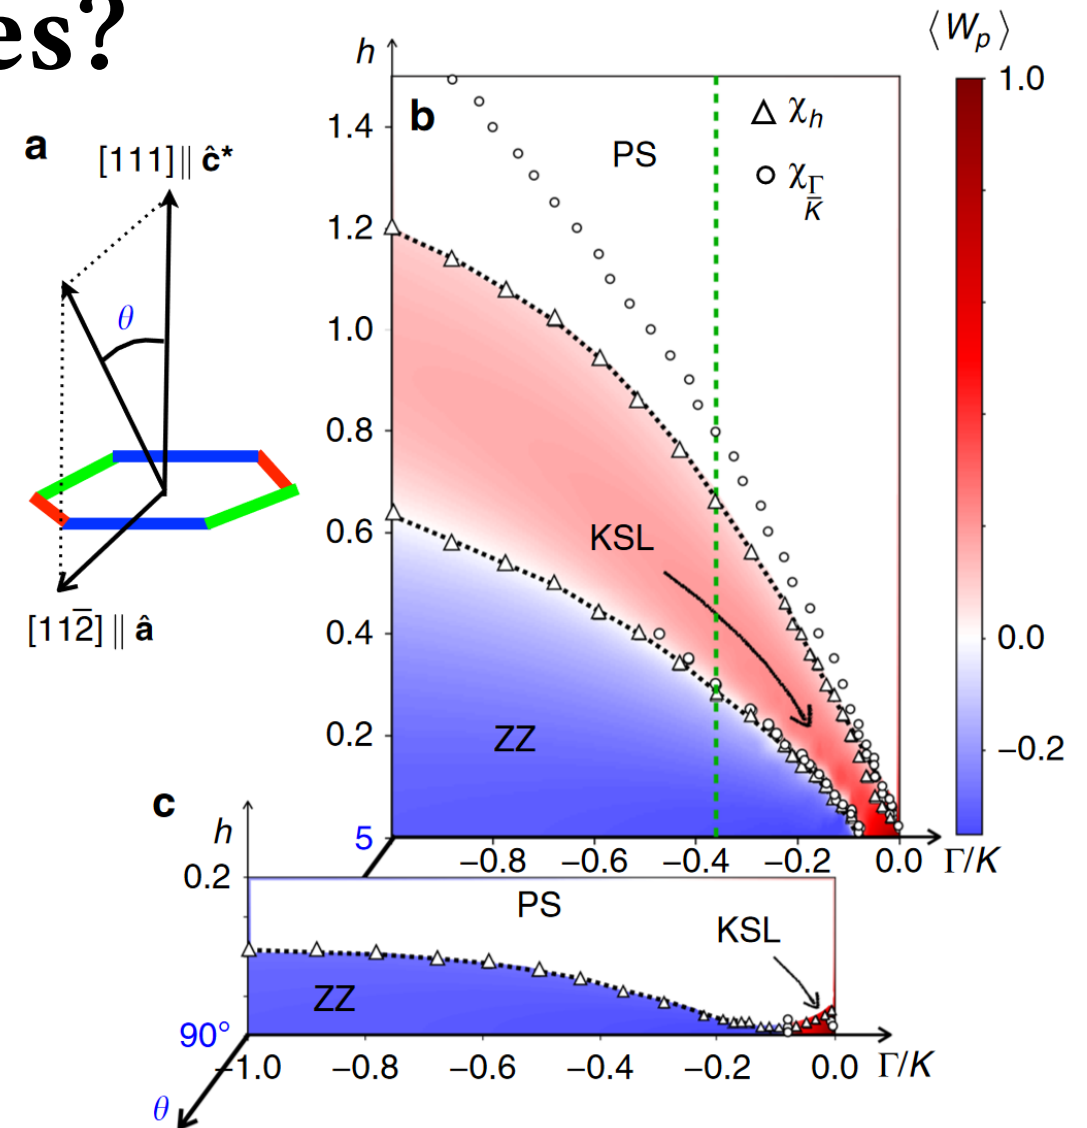 es?
a
[111] || ĉ*
θ
[112̅] || â
h
b
PS
△ χ_h
○ χ_Γ/K
1.4
1.2
1.0
0.8
0.6
0.4
0.2
5
KSL
ZZ
−0.8 −0.6 −0.4 −0.2 0.0 Γ/K
⟨W_p⟩
1.0
0.0
−0.2
c
h
0.2
PS
KSL
ZZ
90°
−1.0 −0.8 −0.6 −0.4 −0.2 0.0 Γ/K
θ